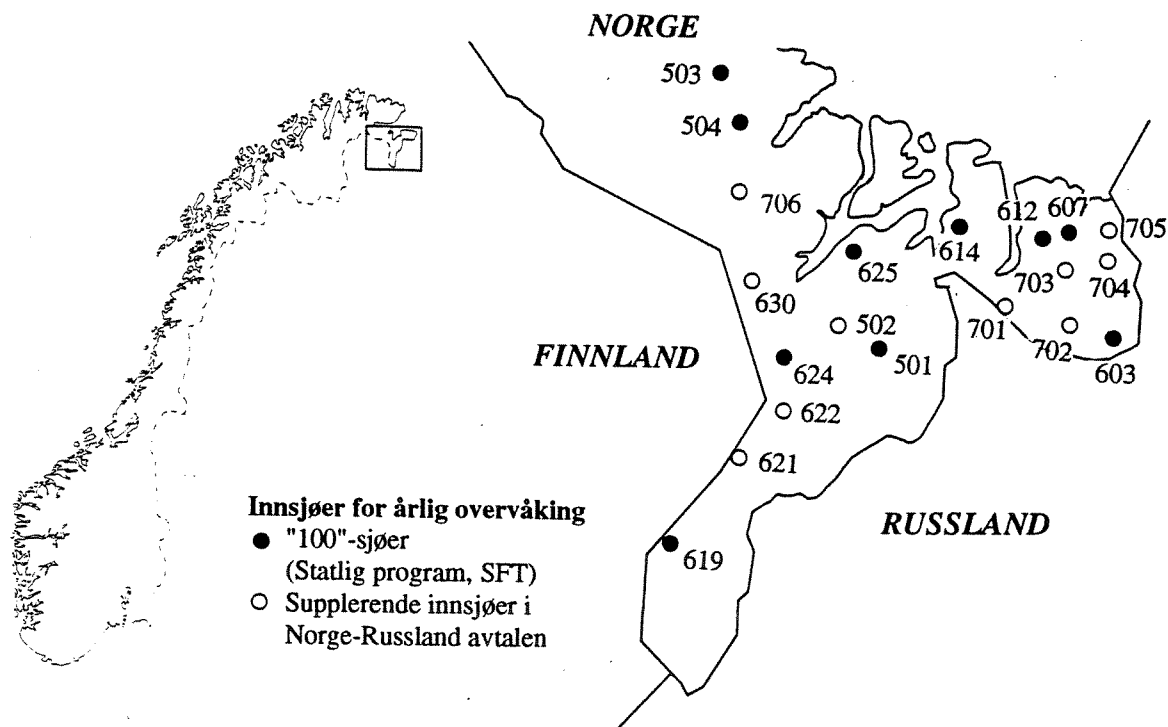 NORGE
503
504
706
612 607
705
614
625
703
704
630
701
502
702
FINNLAND
624
501
603
622
621
Innsjøer for årlig overvåking
"100"-sjøer
(Statlig program, SFT)
Supplerende innsjøer i
Norge-Russland avtalen
RUSSLAND
619